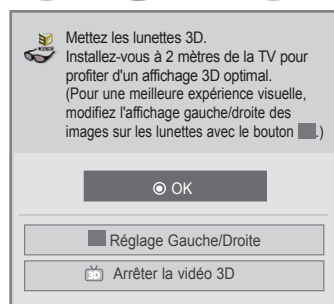 3D
Mettez les lunettes 3D.
Installez-vous à 2 mètres de la TV pour
profiter d'un affichage 3D optimal.
(Pour une meilleure expérience visuelle,
modifiez l'affichage gauche/droite des
images sur les lunettes avec le bouton .)
OK
Réglage Gauche/Droite
3D Arrêter la vidéo 3D